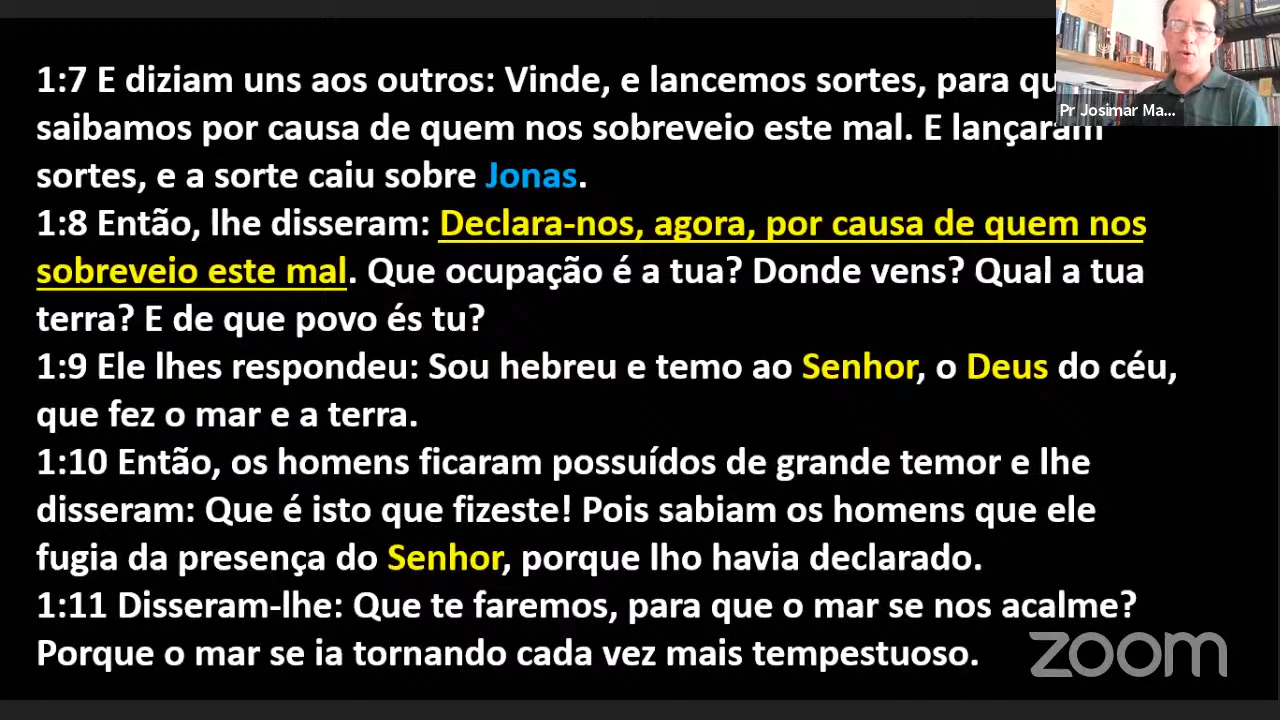 1:7 E diziam uns aos outros: Vinde, e lancemos sortes, para qu
saibamos por causa de quem nos sobreveio este mal. E lançaram
sortes, e a sorte caiu sobre Jonas.
1:8 Então, lhe disseram: Declara-nos, agora, por causa de quem nos
sobreveio este mal. Que ocupação é a tua? Donde vens? Qual a tua
terra? E de que povo és tu?
1:9 Ele lhes respondeu: Sou hebreu e temo ao Senhor, o Deus do céu,
que fez o mar e a terra.
1:10 Então, os homens ficaram possuídos de grande temor e lhe
disseram: Que é isto que fizeste! Pois sabiam os homens que ele
fugia da presença do Senhor, porque lho havia declarado.
1:11 Disseram-lhe: Que te faremos, para que o mar se nos acalme?
Porque o mar se ia tornando cada vez mais tempestuoso.
Pr Josimar Ma...
zoom